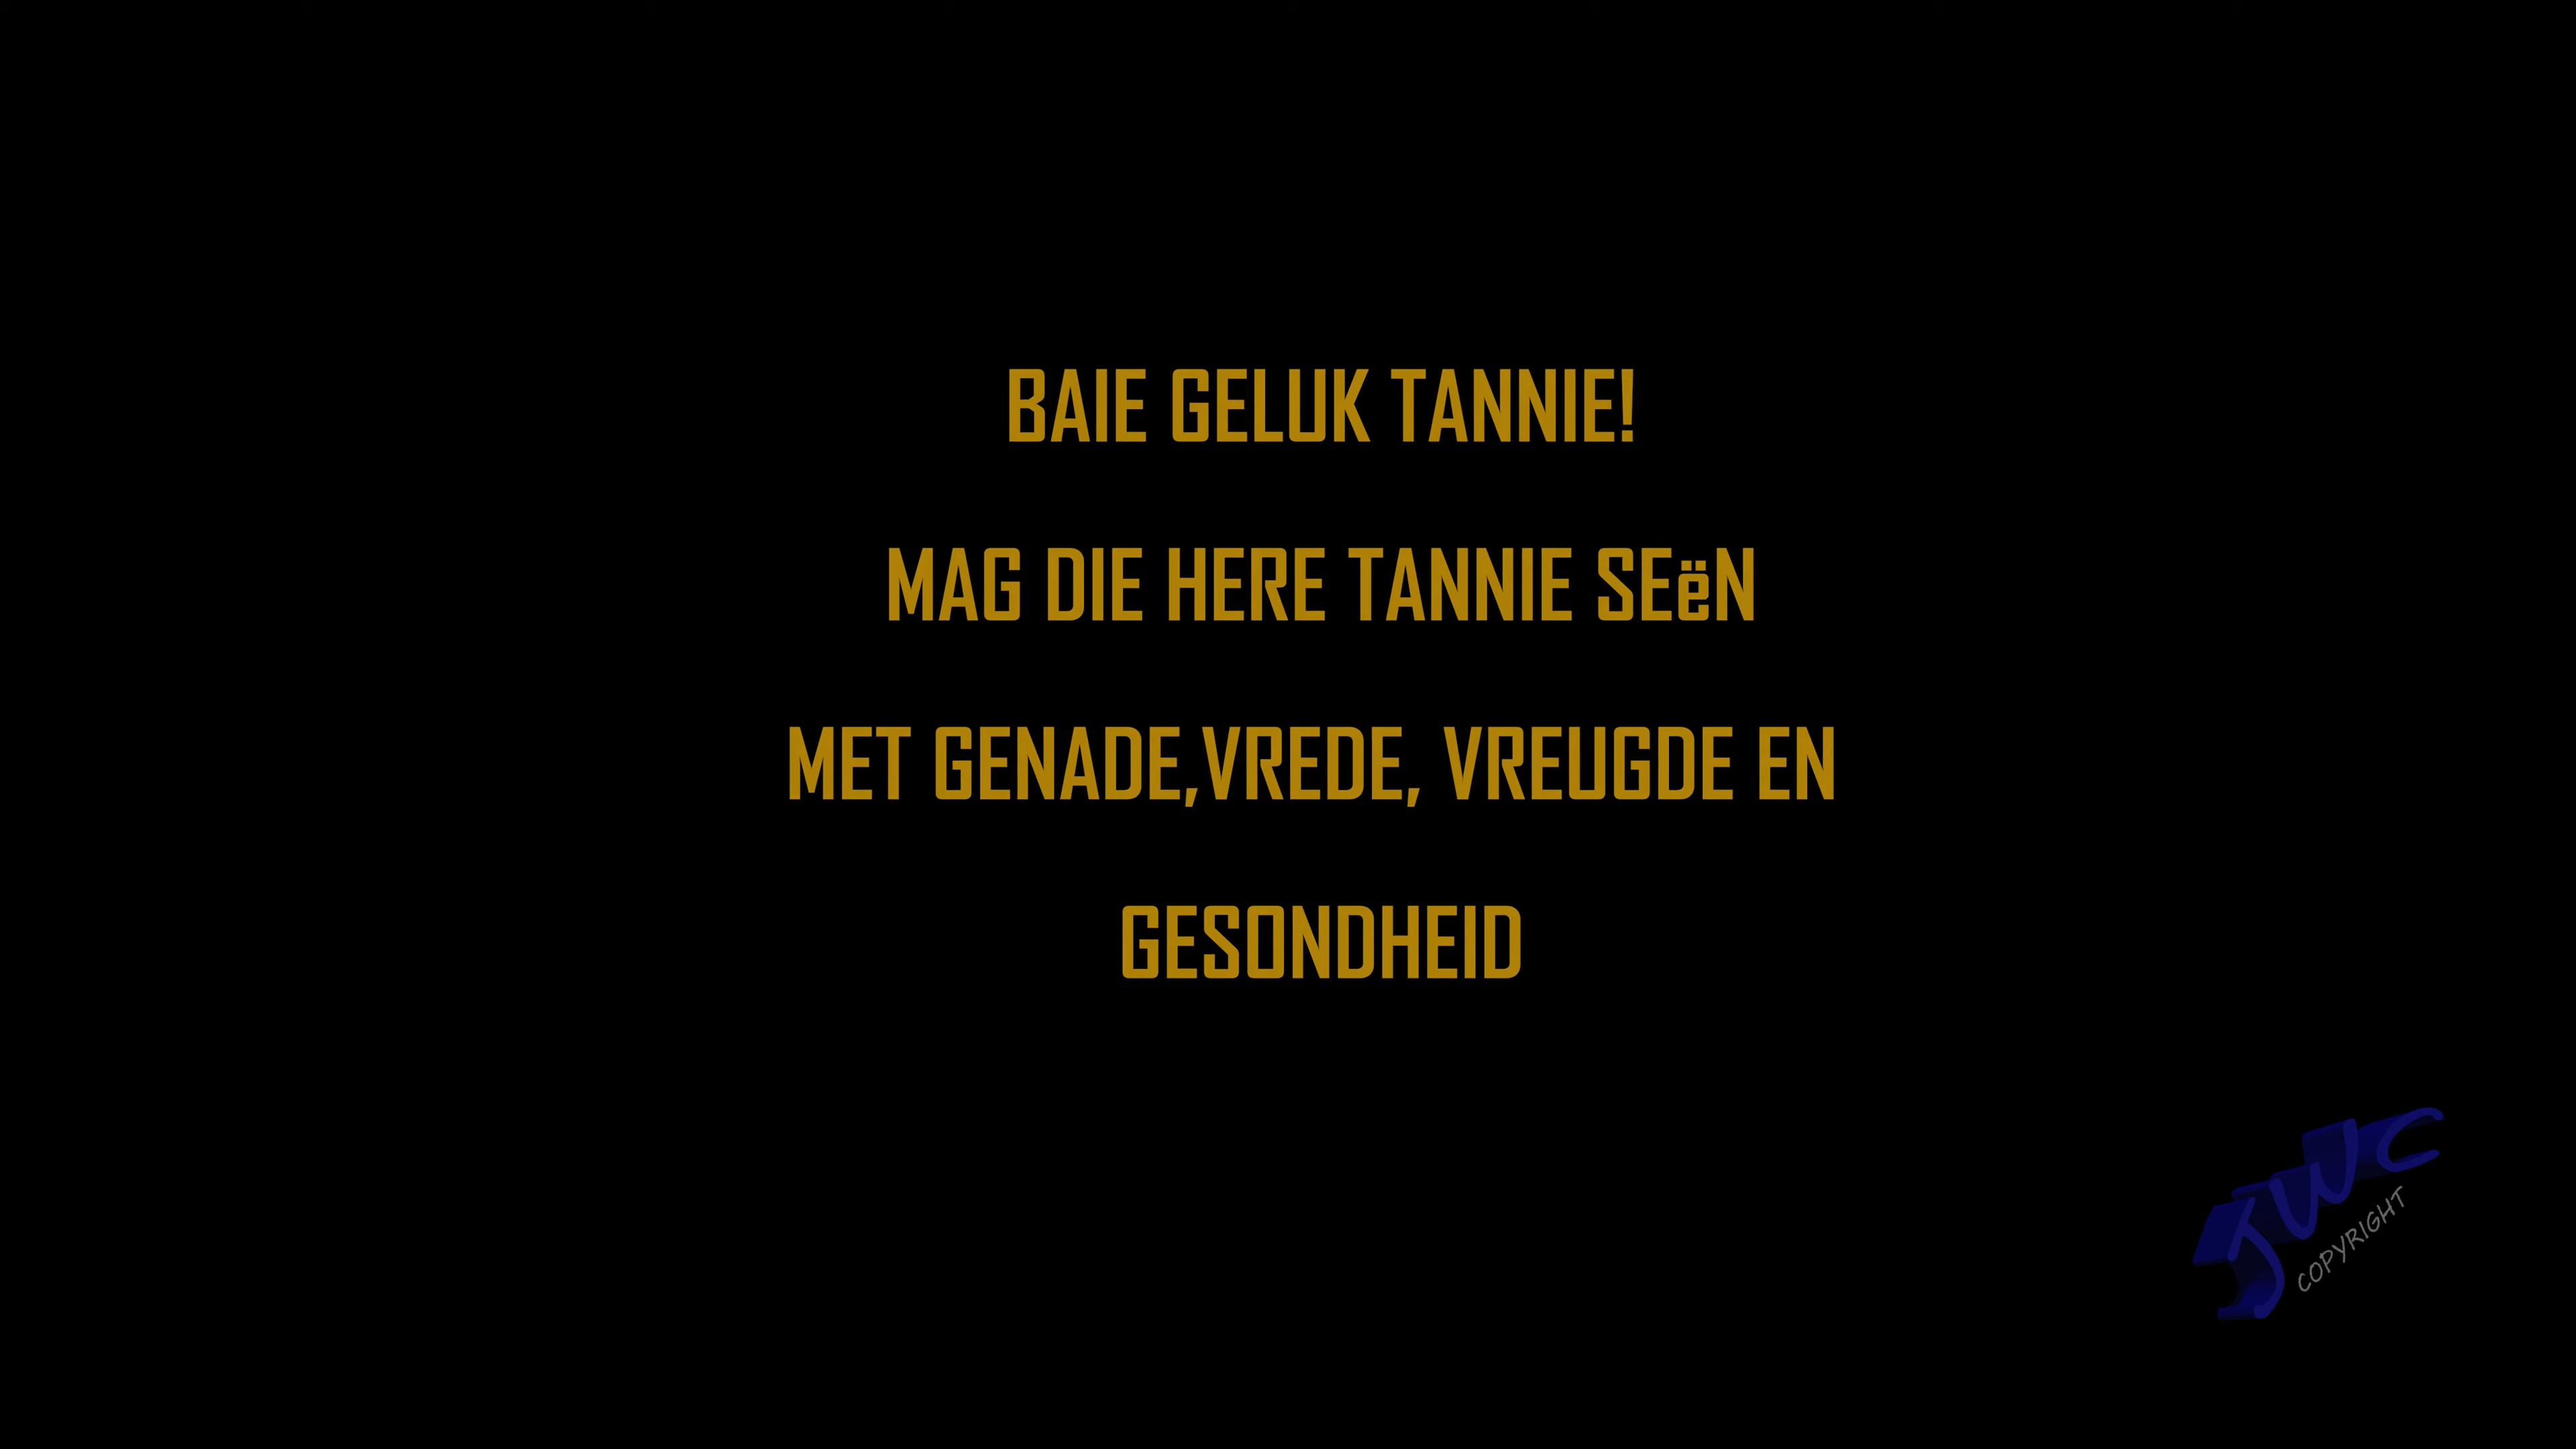 BAIE GELUK TANNIE!
MAG DIE HERE TANNIE SEëN
MET GENADE,VREDE, VREUGDE EN
GESONDHEID
JWC
COPYRIGHT